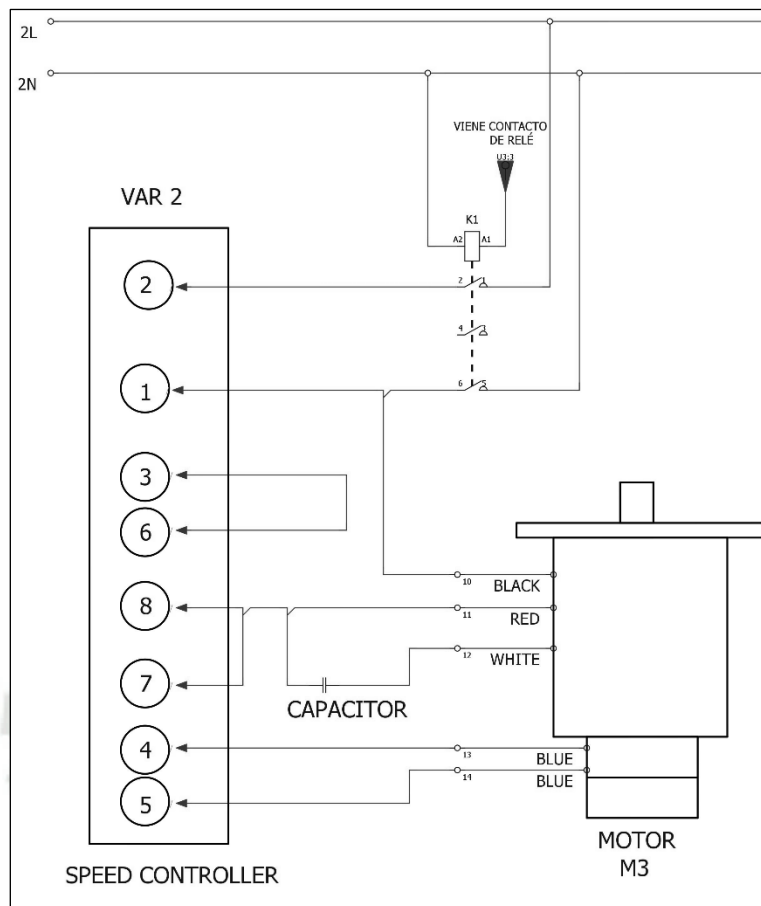 2L
2N
VIENE CONTACTO
DE RELÉ
U3:3
VAR 2
K1
A2 A1
2 1
2
4 3
1
6 5
3
6
10 BLACK
8
11 RED
12 WHITE
7
CAPACITOR
4
13 BLUE
14 BLUE
5
MOTOR
M3
SPEED CONTROLLER